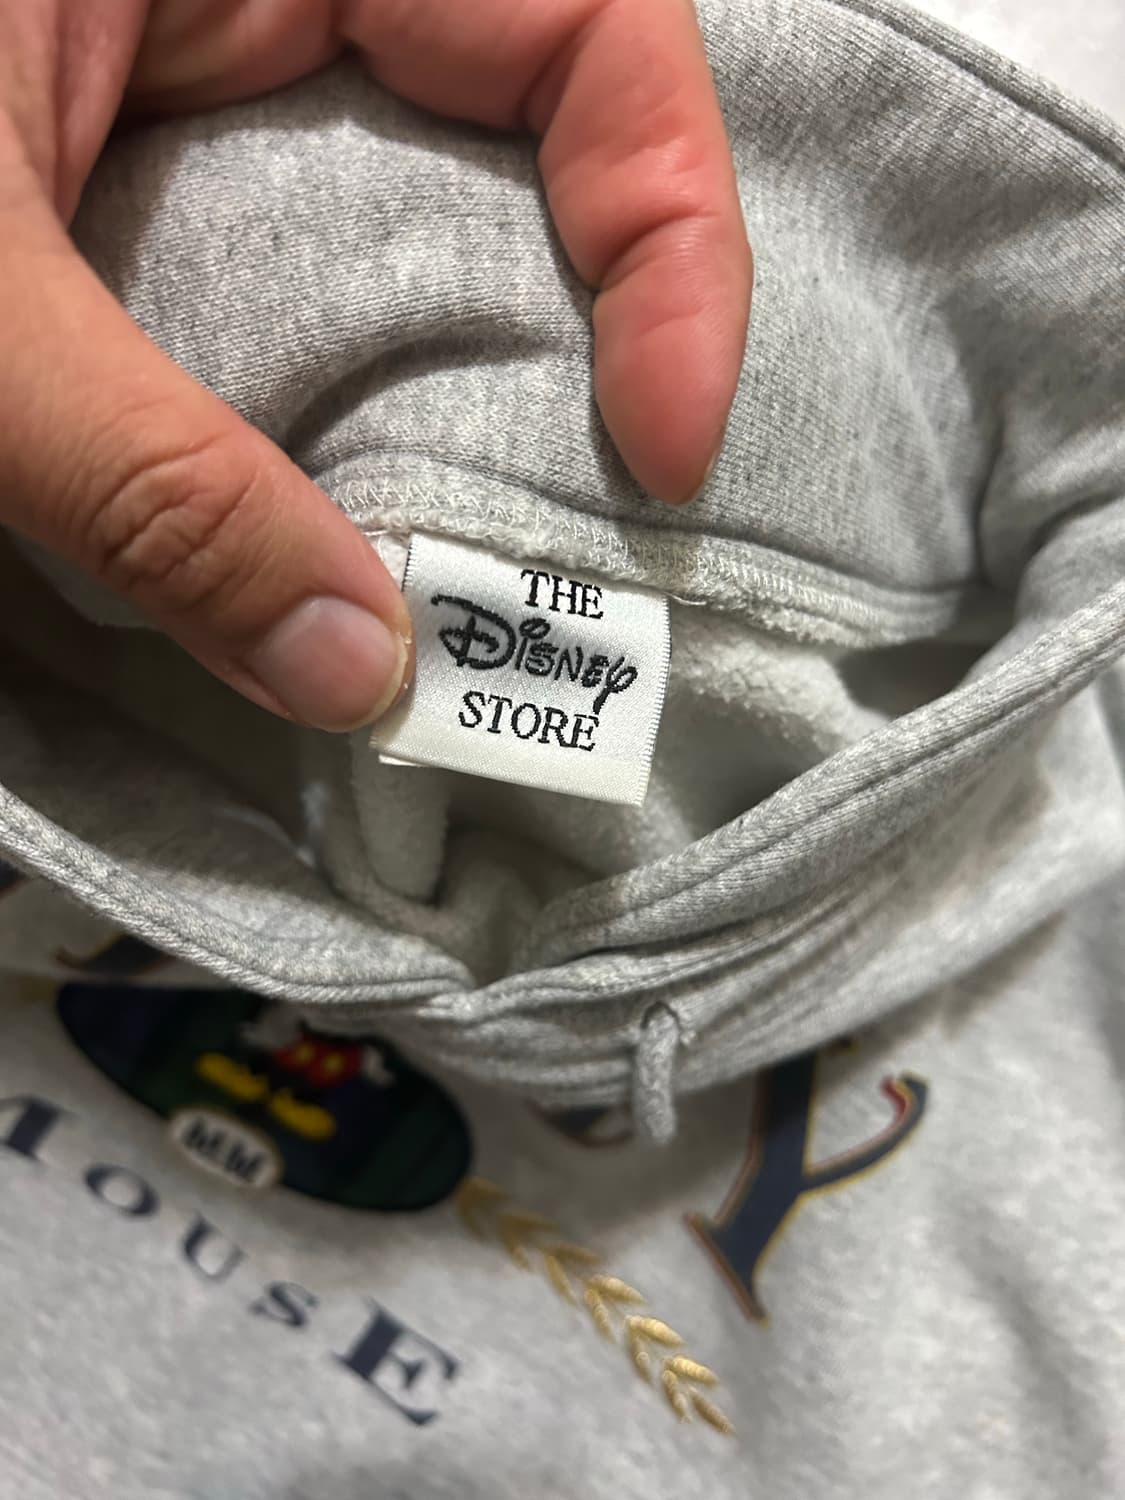 THE
Disney
STORE
Y
MOUSE